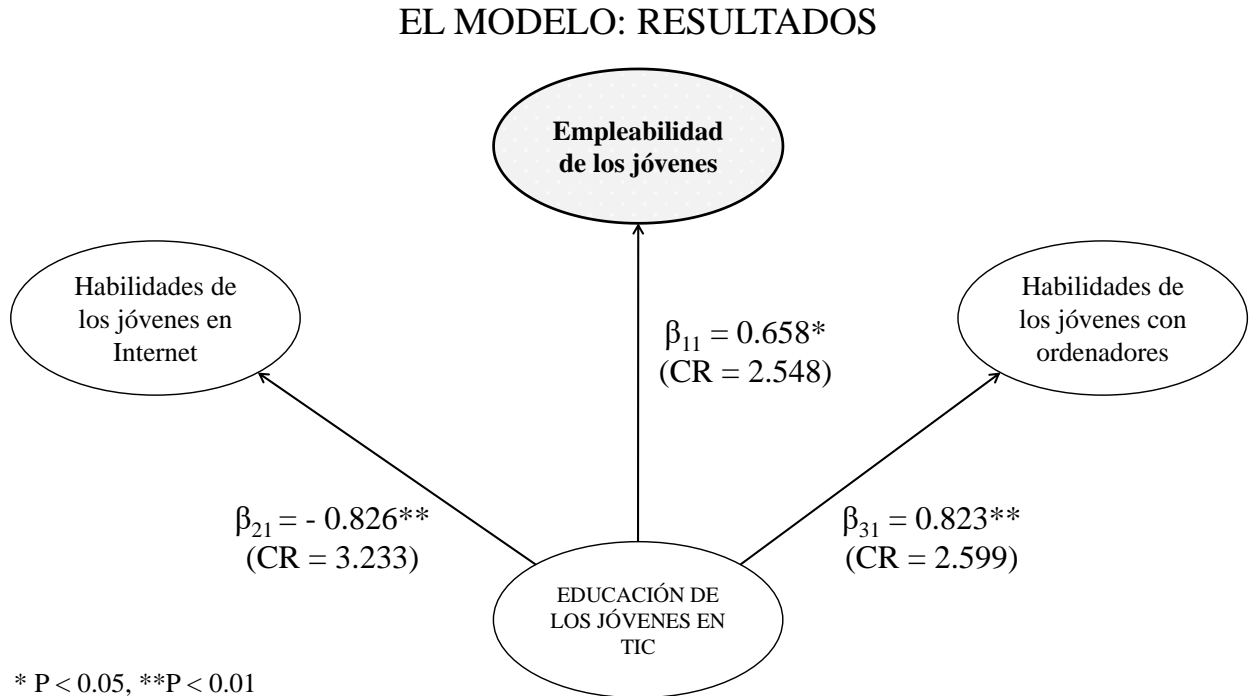 EL MODELO: RESULTADOS
Empleabilidad
de los jóvenes
Habilidades de
los jóvenes en
Internet
Habilidades de
los jóvenes con
ordenadores
β₁₁ = 0.658*
(CR = 2.548)
β₂₁ = - 0.826**
(CR = 3.233)
β₃₁ = 0.823**
(CR = 2.599)
EDUCACIÓN DE
LOS JÓVENES EN
TIC
* P < 0.05, **P < 0.01